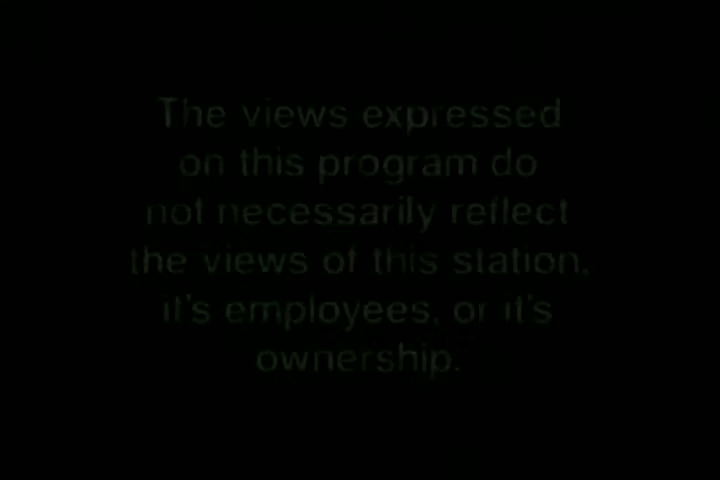 The views expressed
on this program do
not necessarily reflect
the views of this station,
it's employees, or it's
ownership.